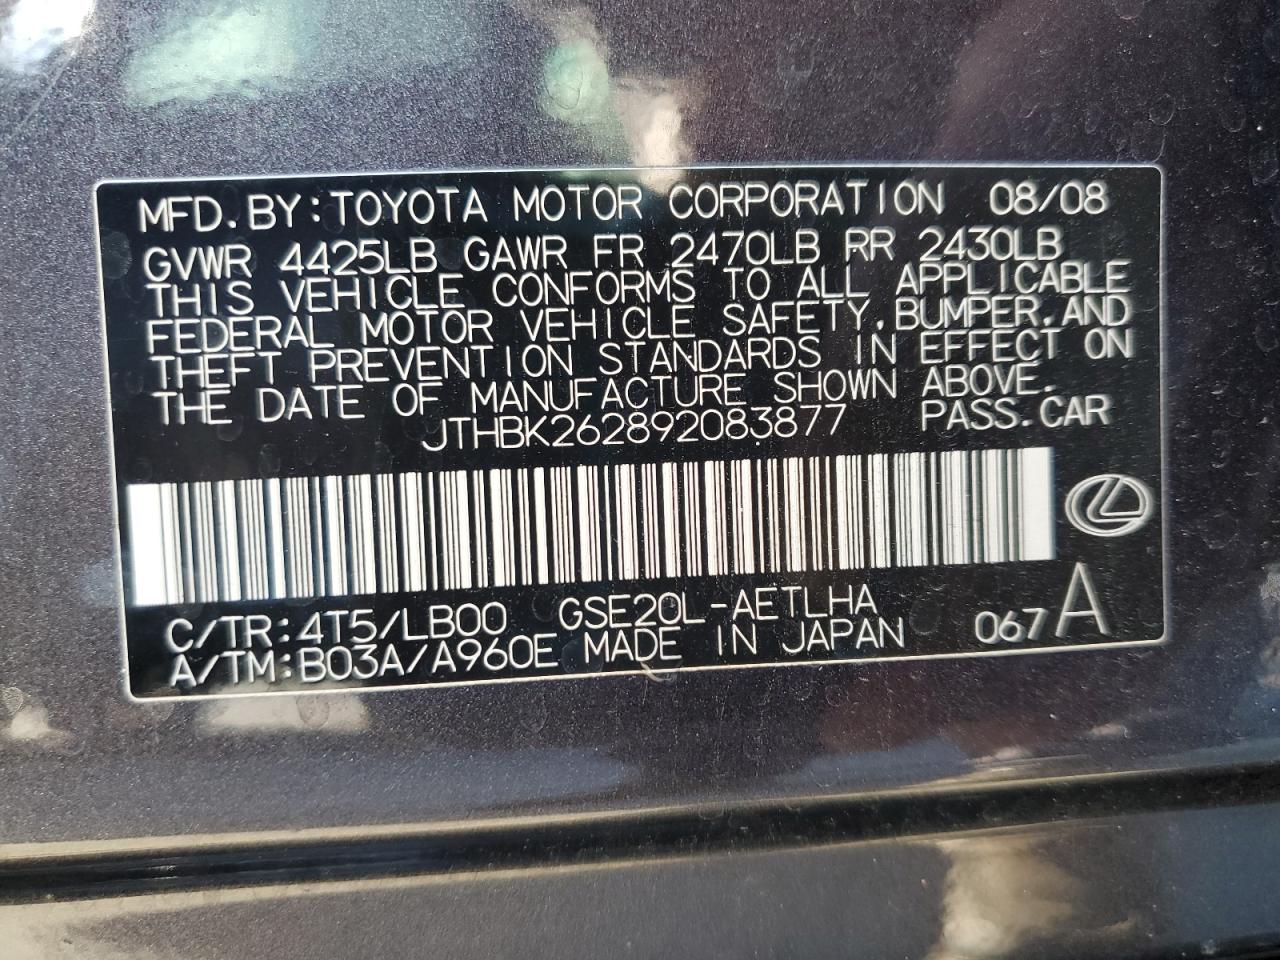 MFD.BY:TOYOTA MOTOR CORPORATION 08/08
GVWR 4425LB GAWR FR 2470LB RR 2430LB
THIS VEHICLE CONFORMS TO ALL APPLICABLE
FEDERAL MOTOR VEHICLE SAFETY,BUMPER,AND
THEFT PREVENTION STANDARDS IN EFFECT ON
THE DATE OF MANUFACTURE SHOWN ABOVE.
JTHBK262892083877 PASS.CAR
C/TR:4T5/LB00 GSE20L-AETLHA
A/TM:B03A/A960E MADE IN JAPAN 067A